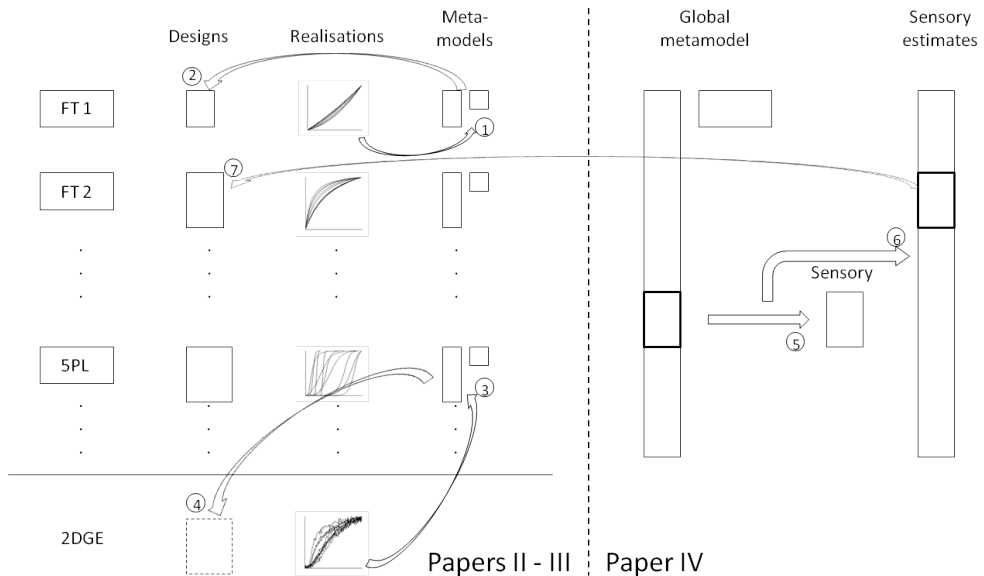 Designs
Realisations
Meta-
models
Global
metamodel
Sensory
estimates
2
FT 1
1
7
FT 2
6
Sensory
5
5PL
3
4
2DGE
Papers II - III
Paper IV